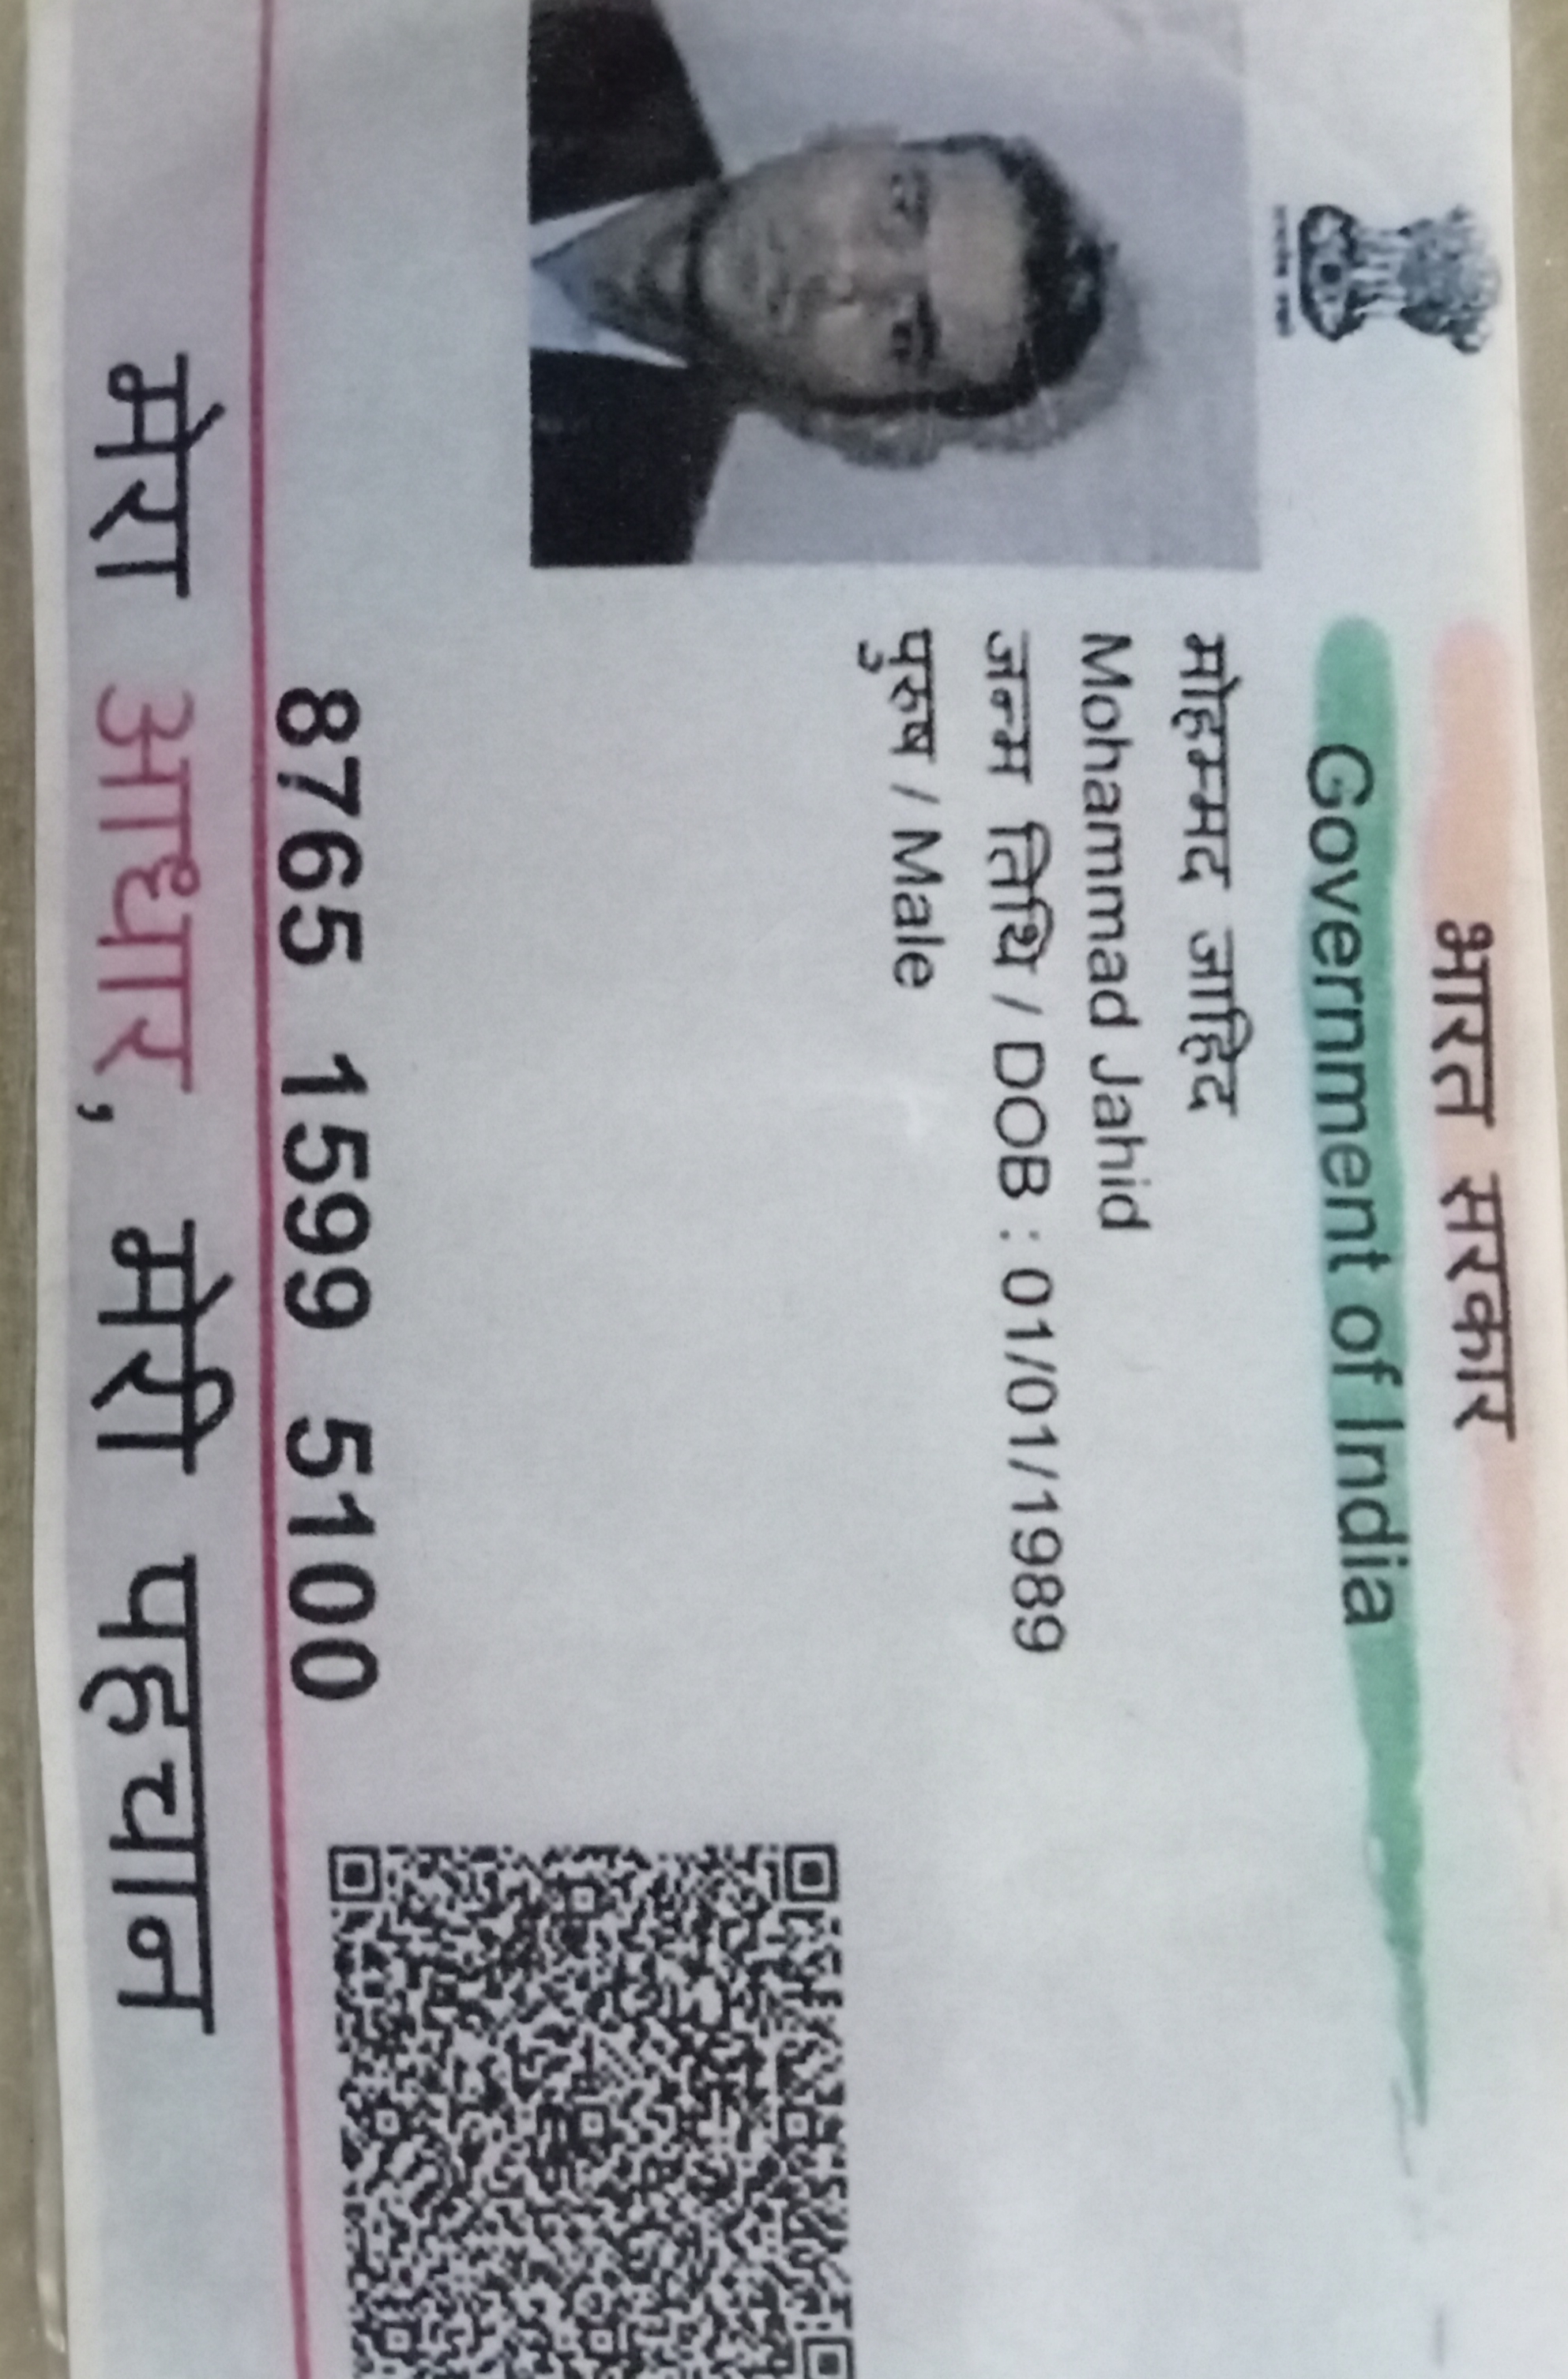 भारत सरकार
Government of India
मोहम्मद जाहिद
Mohammad Jahid
जन्म तिथि / DOB : 01/01/1989
पुरुष / Male
8765 1599 5100
मेरा आधार, मेरी पहचान